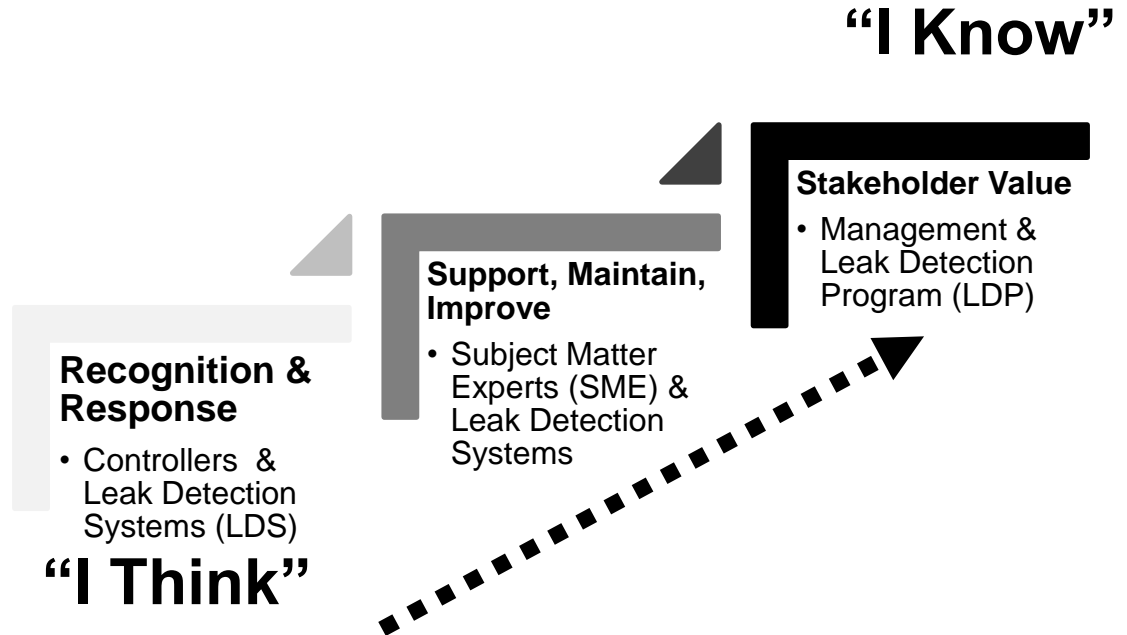 “I Know”
Stakeholder Value
• Management &
Leak Detection
Program (LDP)
Support, Maintain,
Improve
• Subject Matter
Experts (SME) &
Leak Detection
Systems
Recognition &
Response
• Controllers &
Leak Detection
Systems (LDS)
“I Think”